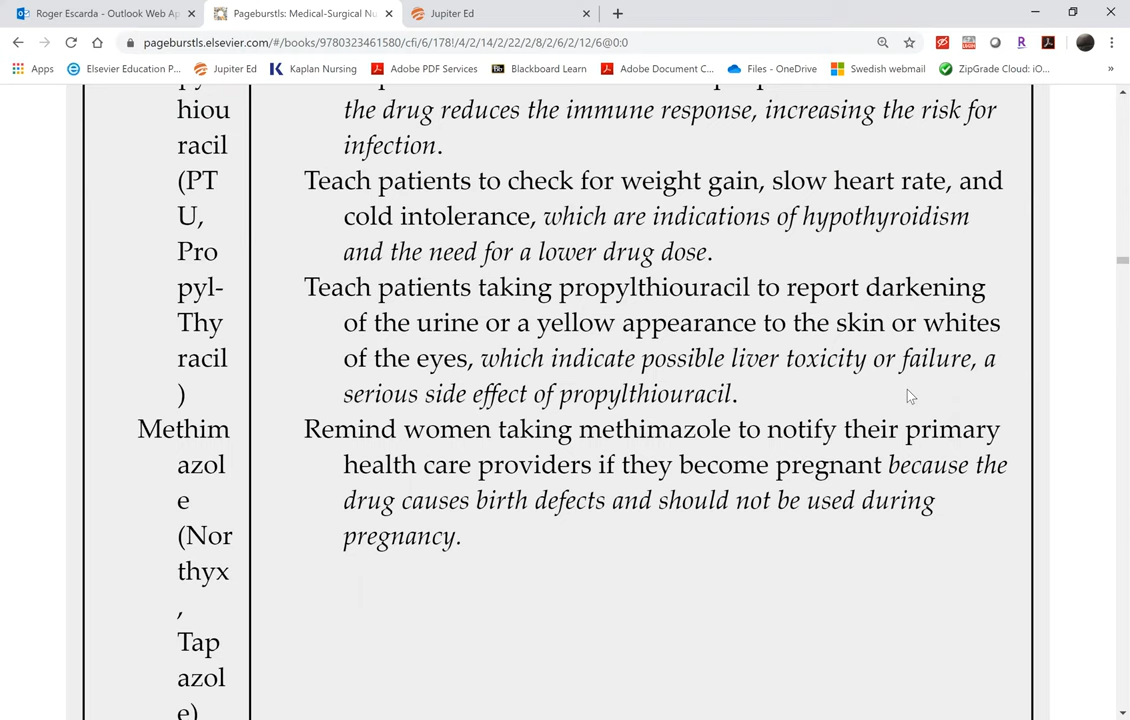 Roger Escarda - Outlook Web Ap
Pageburstls: Medical-Surgical Nu
Jupiter Ed
pageburstls.elsevier.com/#/books/9780323461580/cfi/6/178!/4/2/14/2/22/2/8/2/6/2/12/6@0:0
Apps
Elsevier Education P...
Jupiter Ed
Kaplan Nursing
Adobe PDF Services
Blackboard Learn
Adobe Document C...
Files - OneDrive
Swedish webmail
ZipGrade Cloud: iO...
»
hiou
racil
(PT
U,
Pro
pyl-
Thy
racil
)
Methim
azol
e
(Nor
thyx
,
Tap
azol
e)
the drug reduces the immune response, increasing the risk for
infection.
Teach patients to check for weight gain, slow heart rate, and
cold intolerance, which are indications of hypothyroidism
and the need for a lower drug dose.
Teach patients taking propylthiouracil to report darkening
of the urine or a yellow appearance to the skin or whites
of the eyes, which indicate possible liver toxicity or failure, a
serious side effect of propylthiouracil.
Remind women taking methimazole to notify their primary
health care providers if they become pregnant because the
drug causes birth defects and should not be used during
pregnancy.